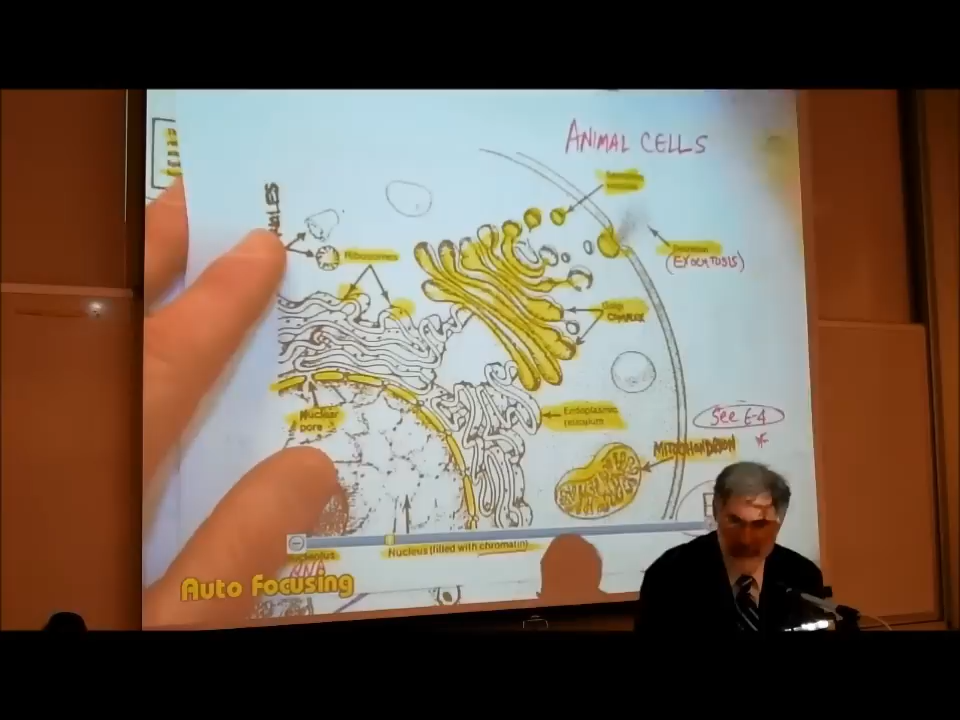 ANIMAL CELLS
Secretory
vesicle
Secretion
(EXOCYTOSIS)
Ribosomes
Golgi
COMPLEX
Nuclear
pore
Endoplasmic
reticulum
See E-4
MITOCHONDRION
Nucleus (filled with chromatin)
Nucleolus
RNA
Auto Focusing